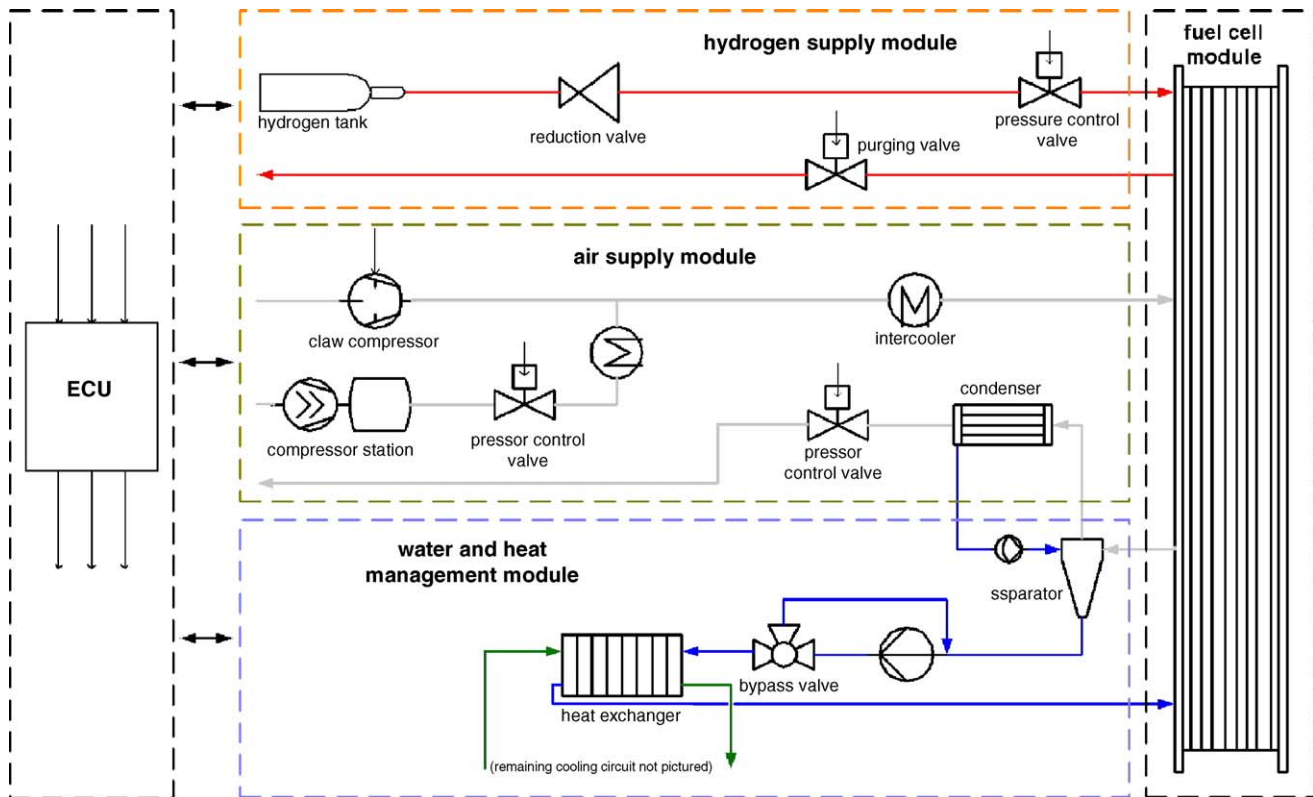 hydrogen supply module
fuel cell
module
hydrogen tank
reduction valve
pressure control
valve
purging valve
air supply module
claw compressor
intercooler
ECU
compressor station
pressor control
valve
pressor
control valve
condenser
water and heat
management module
ssparator
bypass valve
heat exchanger
(remaining cooling circuit not pictured)